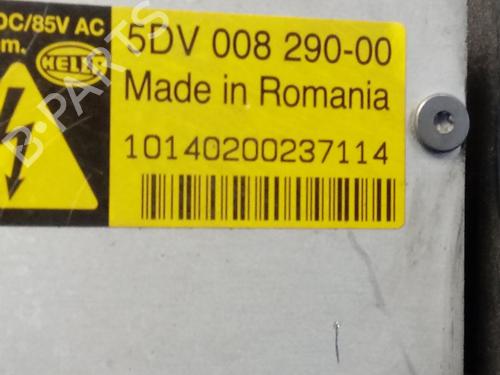 DC/85V AC
m.
HELLA
5DV 008 290-00
Made in Romania
10140200237114
B-PARTS